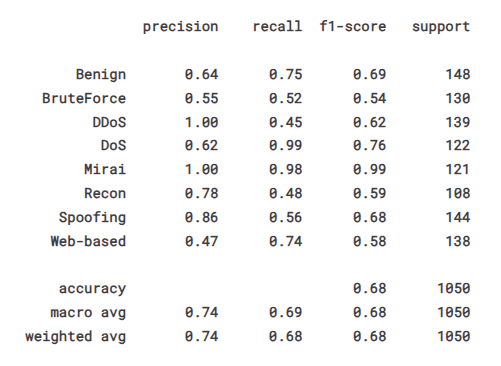 precision recall f1-score support
Benign 0.64 0.75 0.69 148
BruteForce 0.55 0.52 0.54 130
DDoS 1.00 0.45 0.62 139
DoS 0.62 0.99 0.76 122
Mirai 1.00 0.98 0.99 121
Recon 0.78 0.48 0.59 108
Spoofing 0.86 0.56 0.68 144
Web-based 0.47 0.74 0.58 138
accuracy 0.68 1050
macro avg 0.74 0.69 0.68 1050
weighted avg 0.74 0.68 0.68 1050